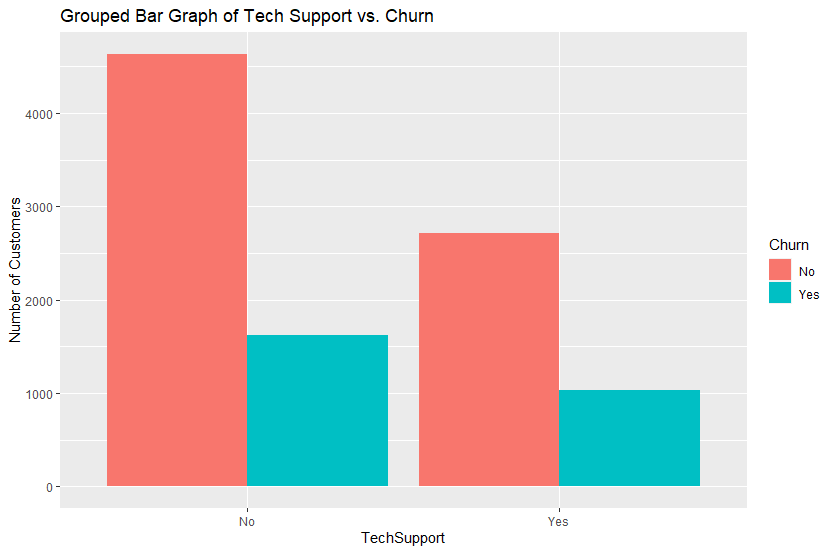 Grouped Bar Graph of Tech Support vs. Churn
Number of Customers
4000
3000
2000
1000
0
No
Yes
TechSupport
Churn
No
Yes